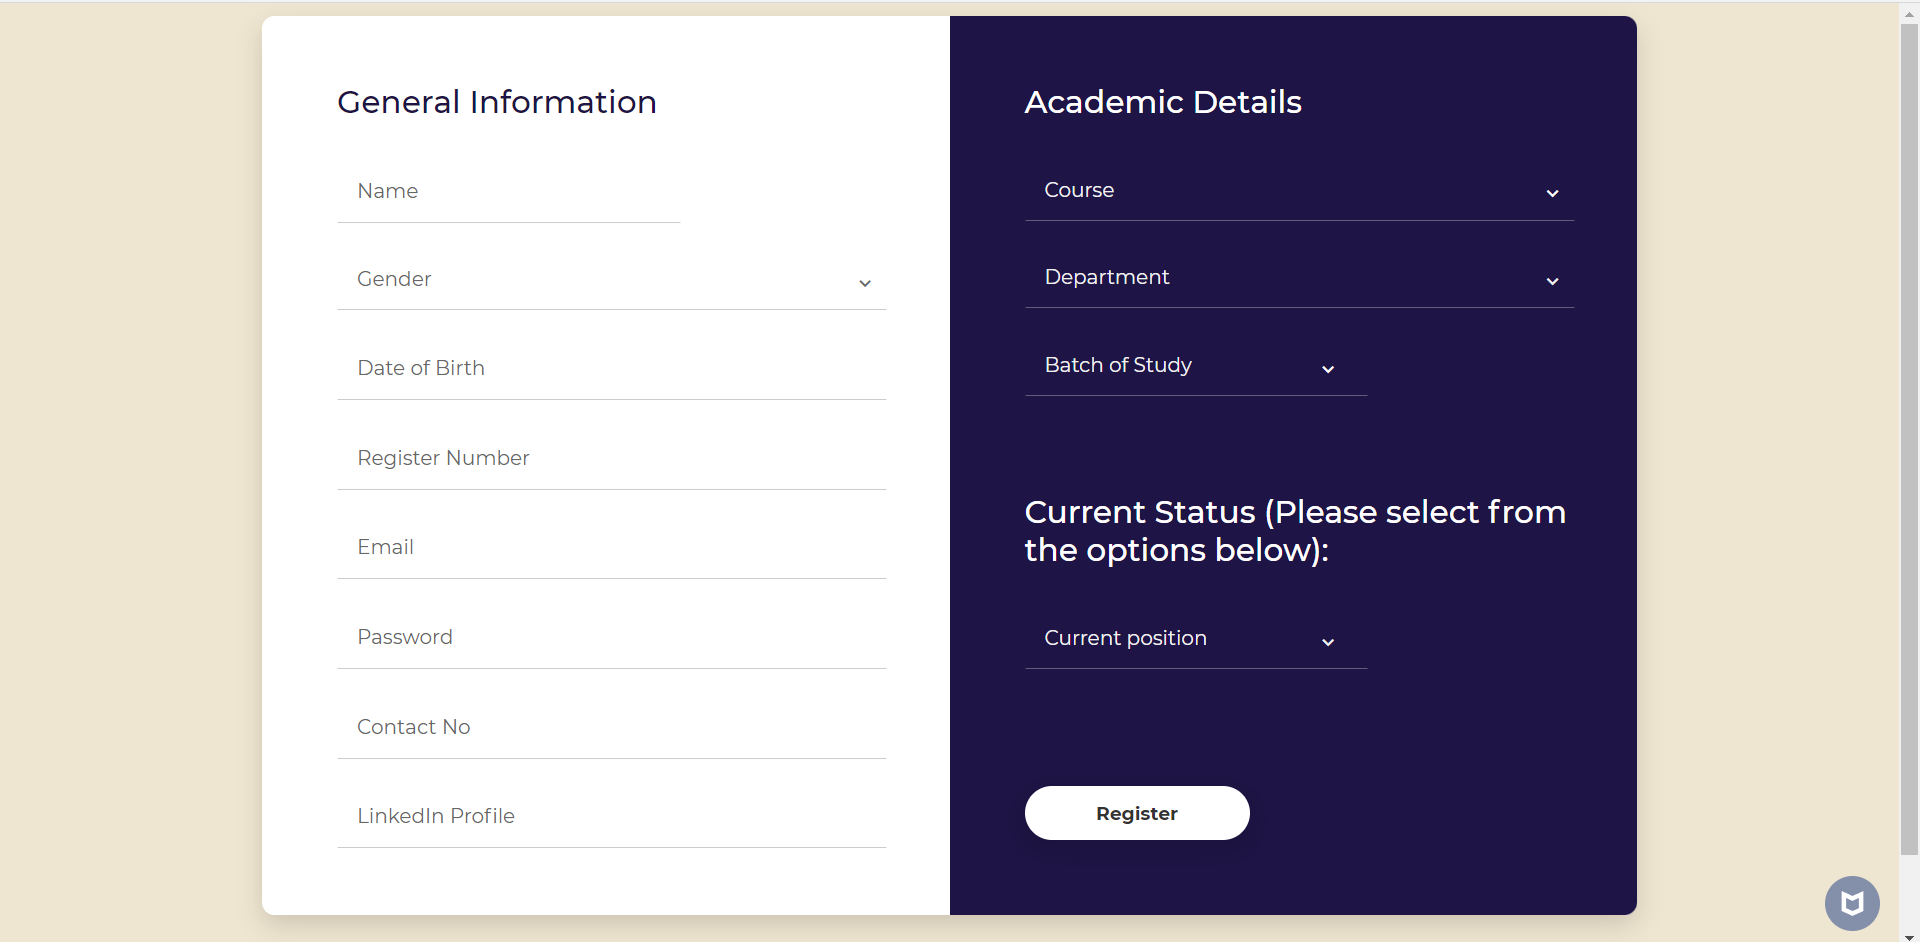 General Information
Name
Gender
Date of Birth
Register Number
Email
Password
Contact No
LinkedIn Profile
Academic Details
Course
Department
Batch of Study
Current Status (Please select from
the options below):
Current position
Register